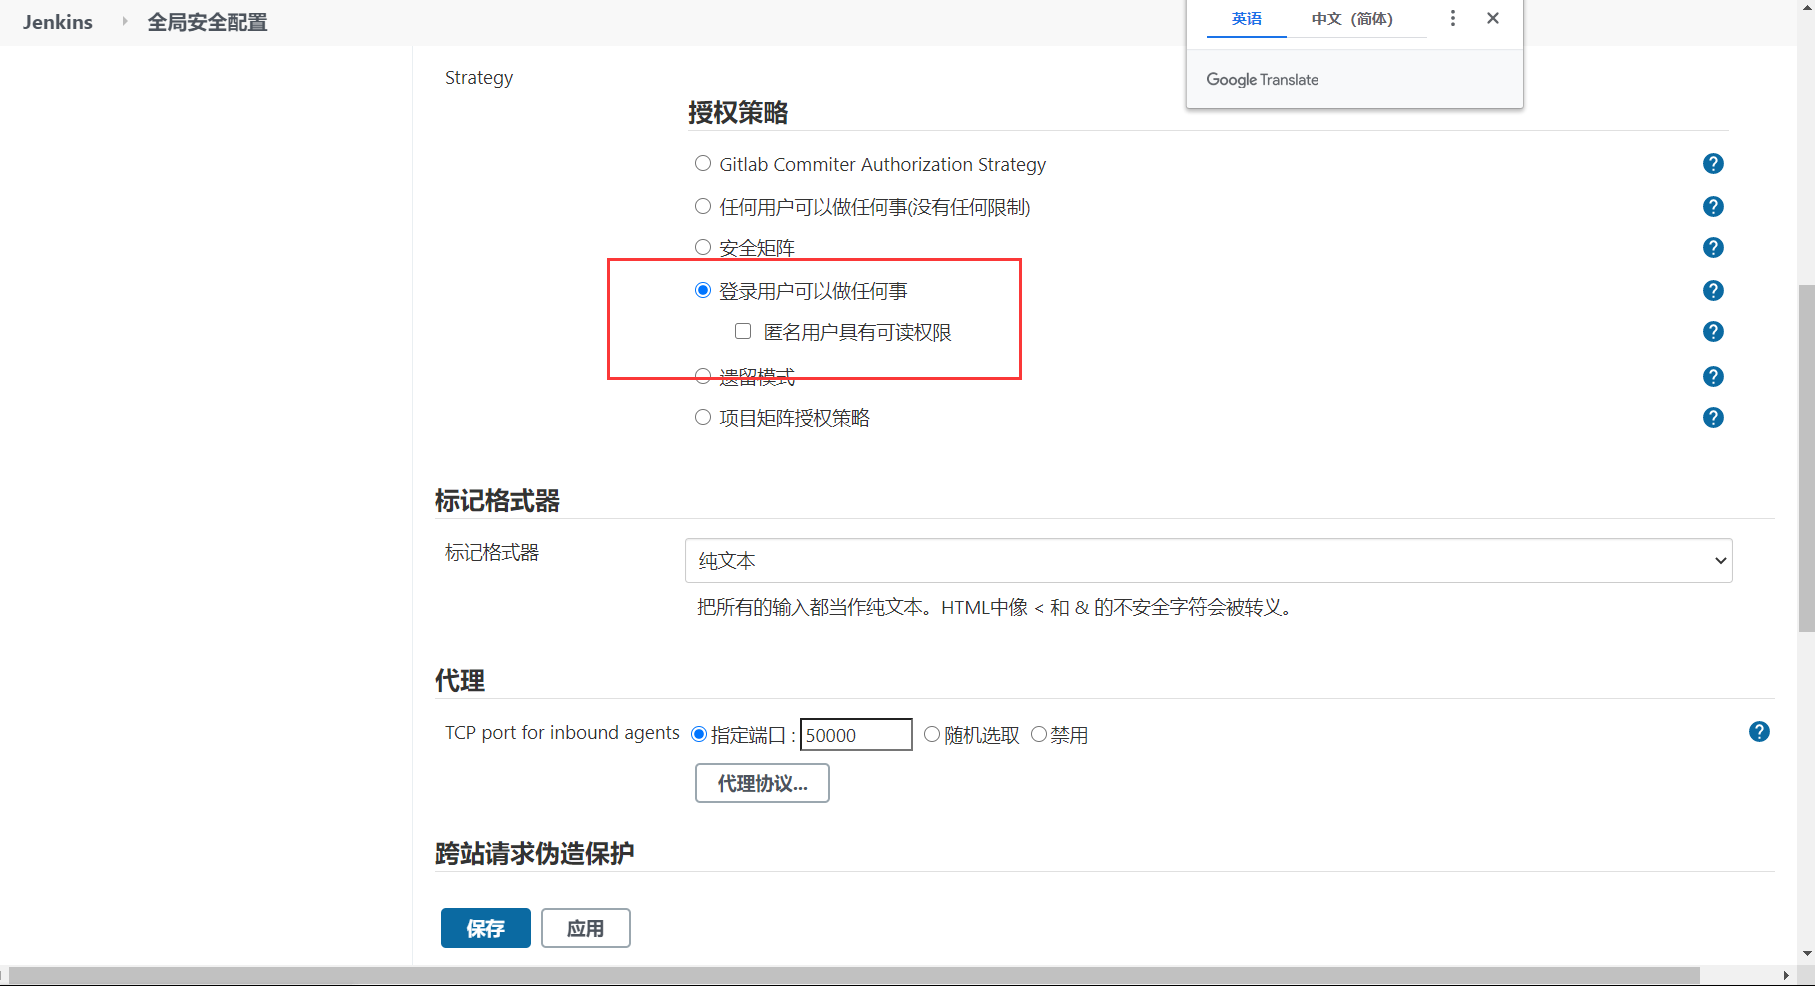 Jenkins
全局安全配置
英语
中文（简体）
Google Translate
Strategy
授权策略
Gitlab Commiter Authorization Strategy
任何用户可以做任何事(没有任何限制)
安全矩阵
登录用户可以做任何事
匿名用户具有可读权限
遗留模式
项目矩阵授权策略
标记格式器
标记格式器
纯文本
把所有的输入都当作纯文本。HTML中像 < 和 & 的不安全字符会被转义。
代理
TCP port for inbound agents 指定端口 : 50000 随机选取 禁用
代理协议...
跨站请求伪造保护
保存 应用